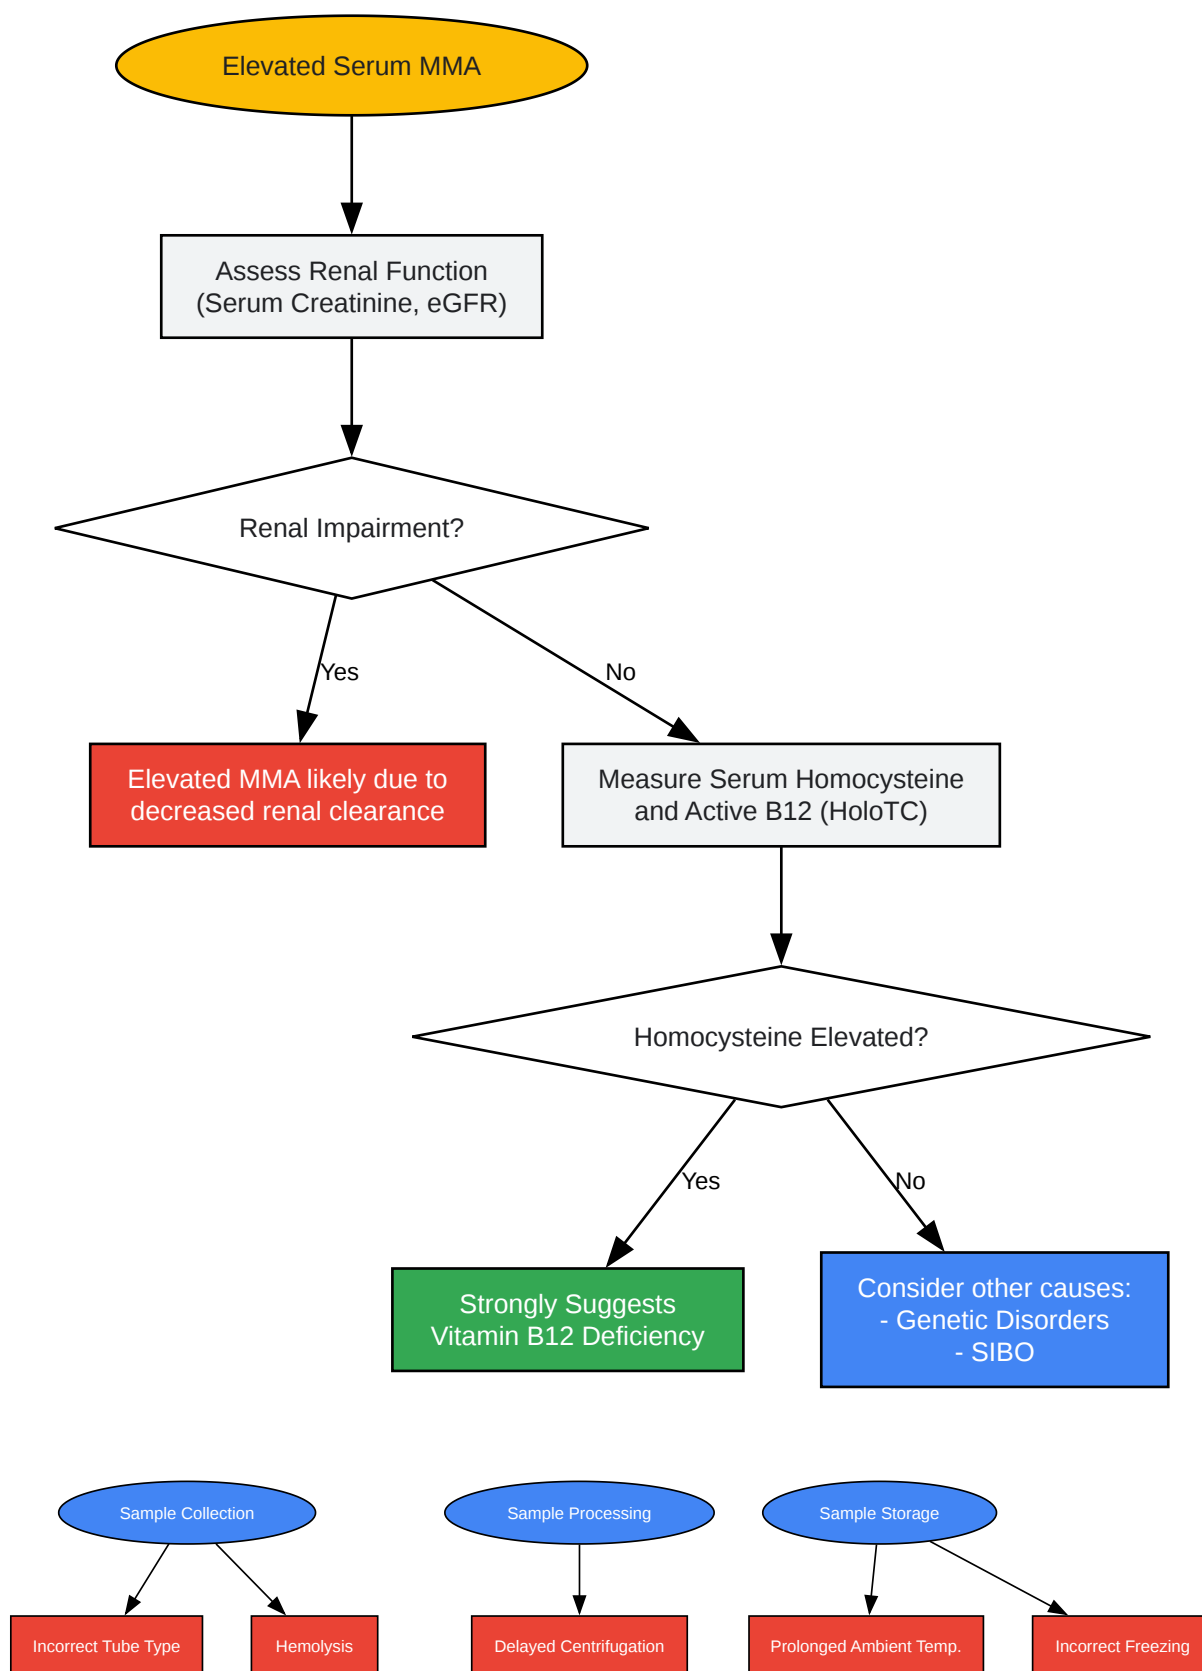 Elevated Serum MMA
Assess Renal Function
(Serum Creatinine, eGFR)
Renal Impairment?
Yes
No
Elevated MMA likely due to
decreased renal clearance
Measure Serum Homocysteine
and Active B12 (HoloTC)
Homocysteine Elevated?
Yes
No
Strongly Suggests
Vitamin B12 Deficiency
Consider other causes:
- Genetic Disorders
- SIBO
Sample Collection
Sample Processing
Sample Storage
Incorrect Tube Type
Hemolysis
Delayed Centrifugation
Prolonged Ambient Temp.
Incorrect Freezing